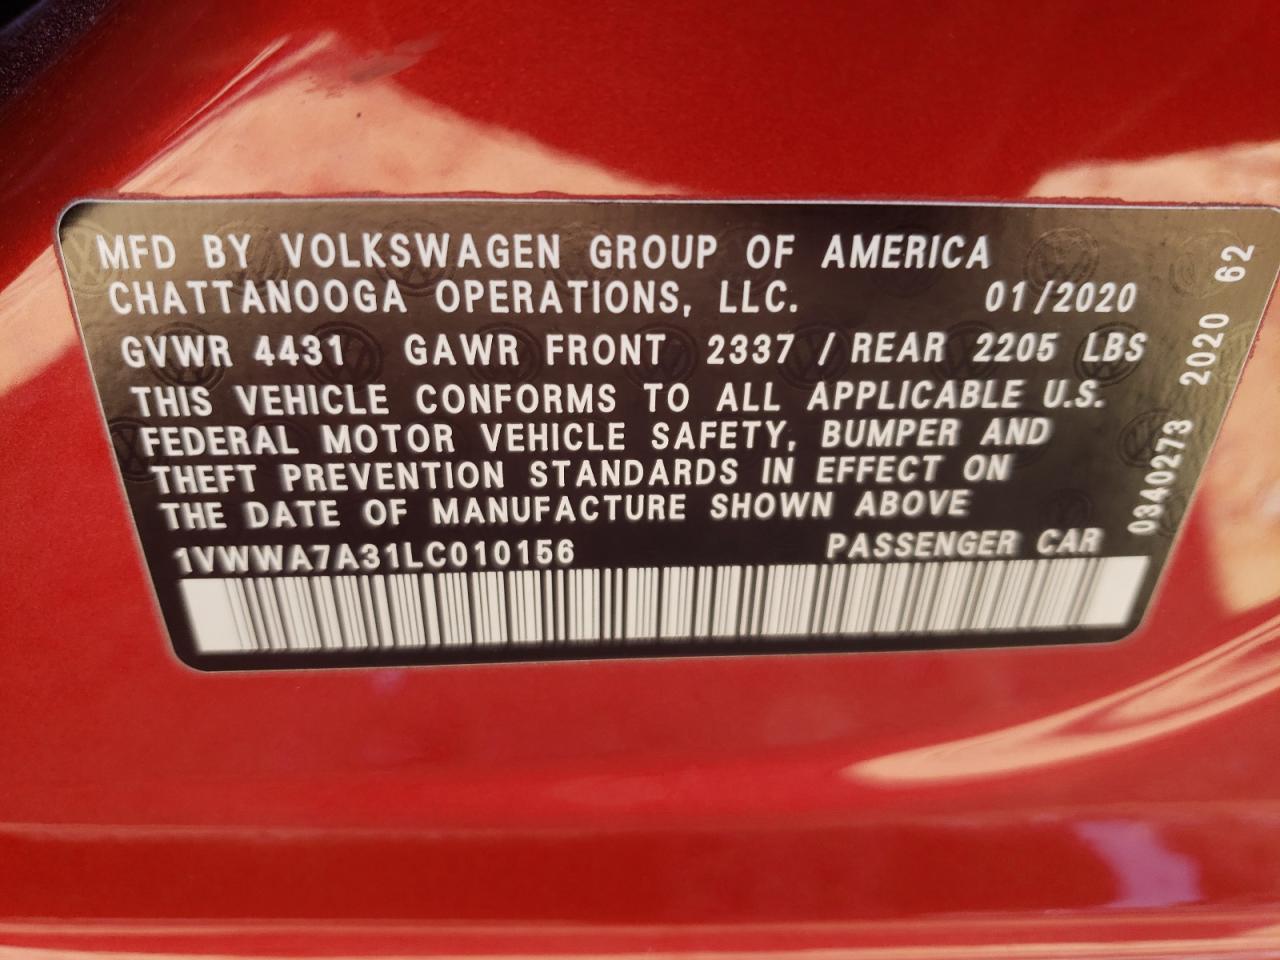 MFD BY VOLKSWAGEN GROUP OF AMERICA
CHATTANOOGA OPERATIONS, LLC. 01/2020
GVWR 4431 GAWR FRONT 2337 / REAR 2205 LBS
THIS VEHICLE CONFORMS TO ALL APPLICABLE U.S.
FEDERAL MOTOR VEHICLE SAFETY, BUMPER AND
THEFT PREVENTION STANDARDS IN EFFECT ON
THE DATE OF MANUFACTURE SHOWN ABOVE
1VWWA7A31LC010156 PASSENGER CAR
0340273 2020 62